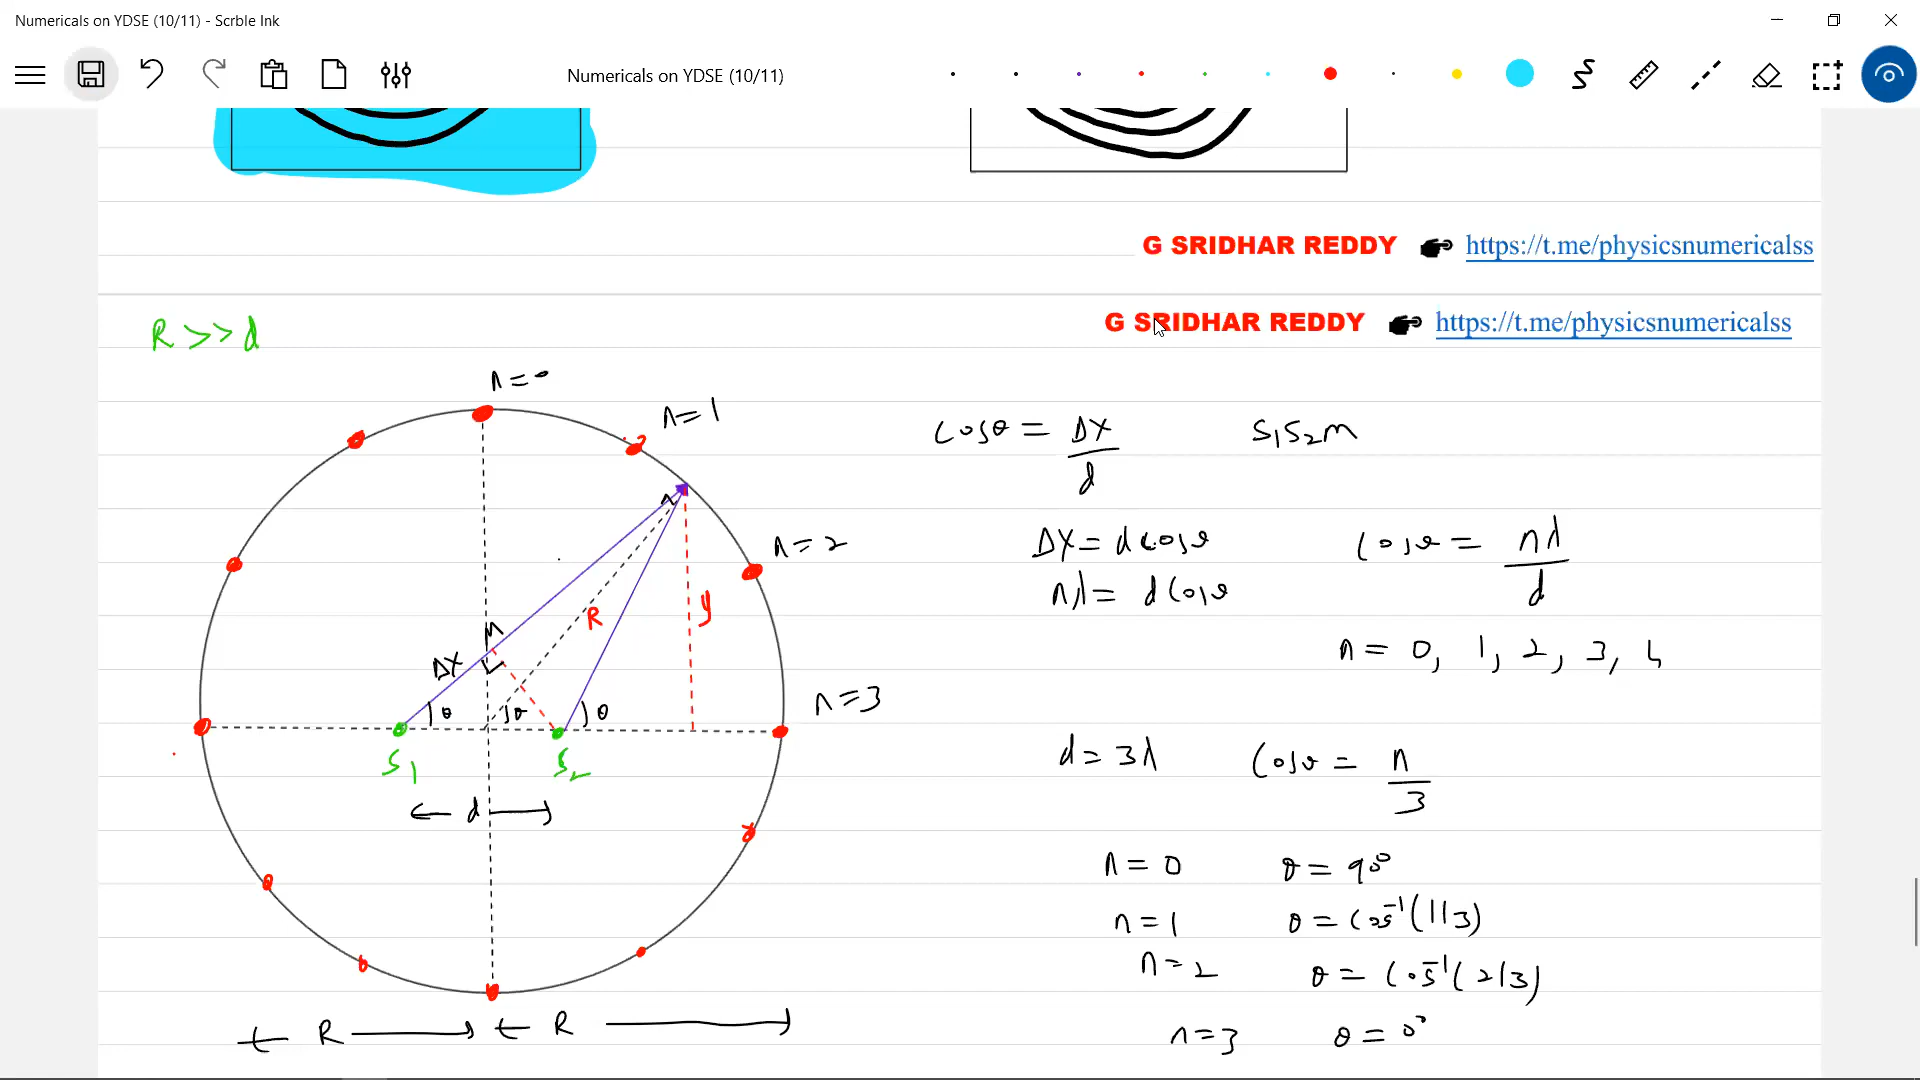 Numericals on YDSE (10/11) - Scrble Ink
Numericals on YDSE (10/11)
G SRIDHAR REDDY https://t.me/physicsnumericalss
G SRIDHAR REDDY https://t.me/physicsnumericalss
R >> d
n = 0
n = 1
n = 2
n = 3
R
y
M
Δx
θ θ θ
S1 S2
← d →
← R → ← R →
cosθ = Δx/d S1S2M
Δx = d cosθ cosθ = nλ/d
nλ = d cosθ
n = 0, 1, 2, 3, 4
d = 3λ cosθ = n/3
n = 0 θ = 90°
n = 1 θ = cos⁻¹(1/3)
n = 2 θ = cos⁻¹(2/3)
n = 3 θ = 0°